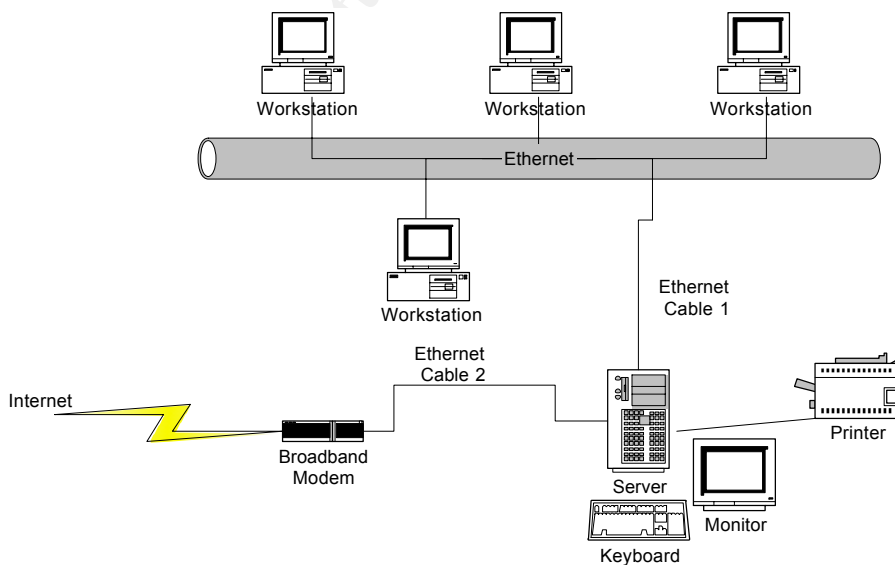 Workstation
Workstation
Workstation
Ethernet
Workstation
Ethernet
Cable 1
Ethernet
Cable 2
Internet
Broadband
Modem
Server
Printer
Monitor
Keyboard